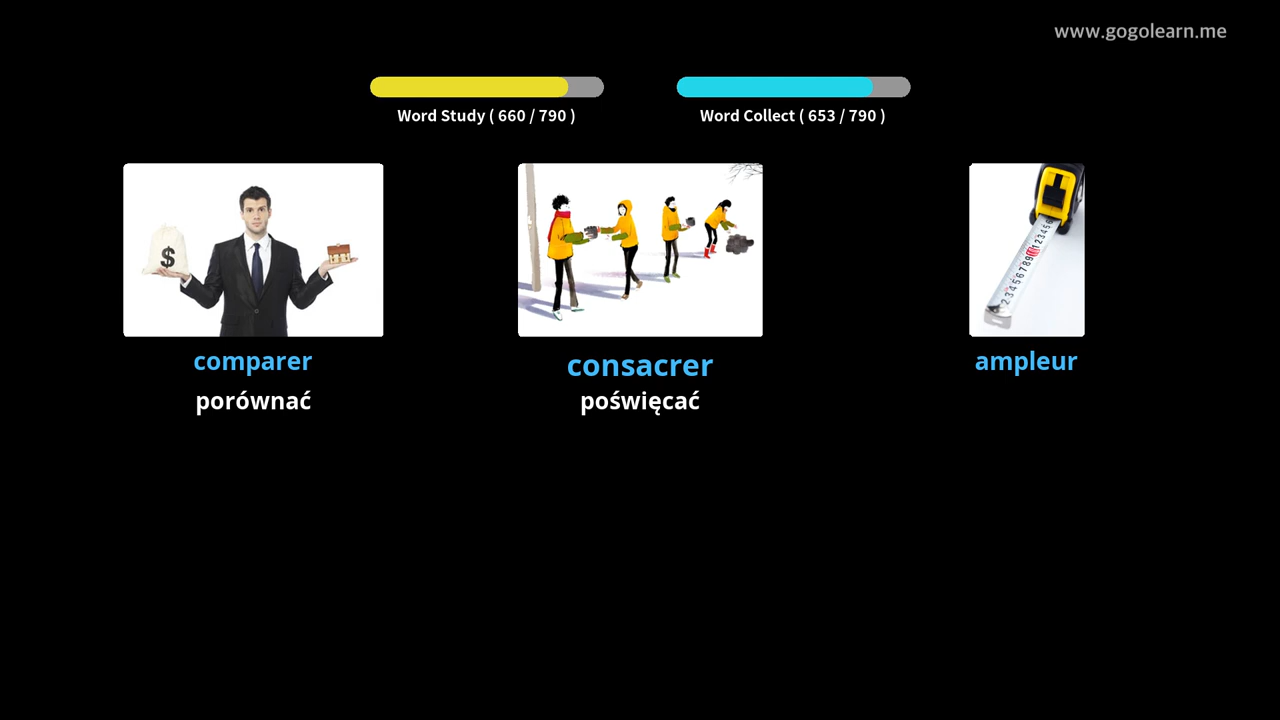 www.gogolearn.me
Word Study ( 660 / 790 )
Word Collect ( 653 / 790 )
$
comparer
porównać
consacrer
poświęcać
ampleur